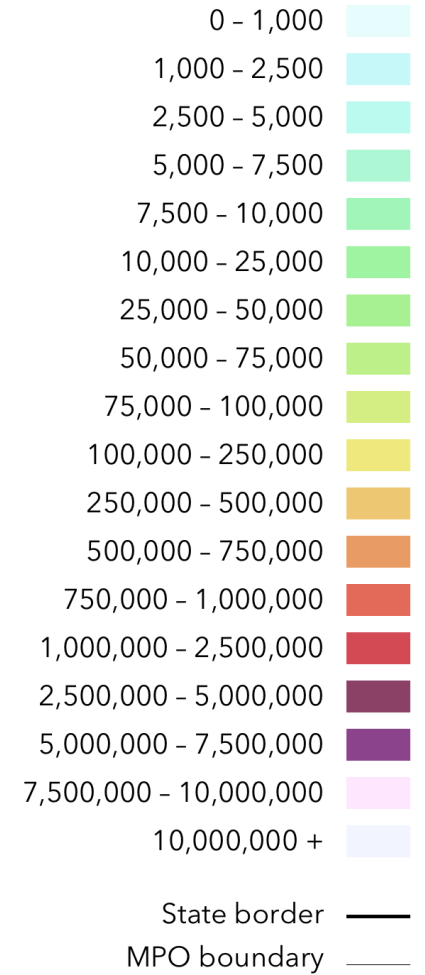 0 – 1,000
1,000 – 2,500
2,500 – 5,000
5,000 – 7,500
7,500 – 10,000
10,000 – 25,000
25,000 – 50,000
50,000 – 75,000
75,000 – 100,000
100,000 – 250,000
250,000 – 500,000
500,000 – 750,000
750,000 – 1,000,000
1,000,000 – 2,500,000
2,500,000 – 5,000,000
5,000,000 – 7,500,000
7,500,000 – 10,000,000
10,000,000 +
State border
MPO boundary